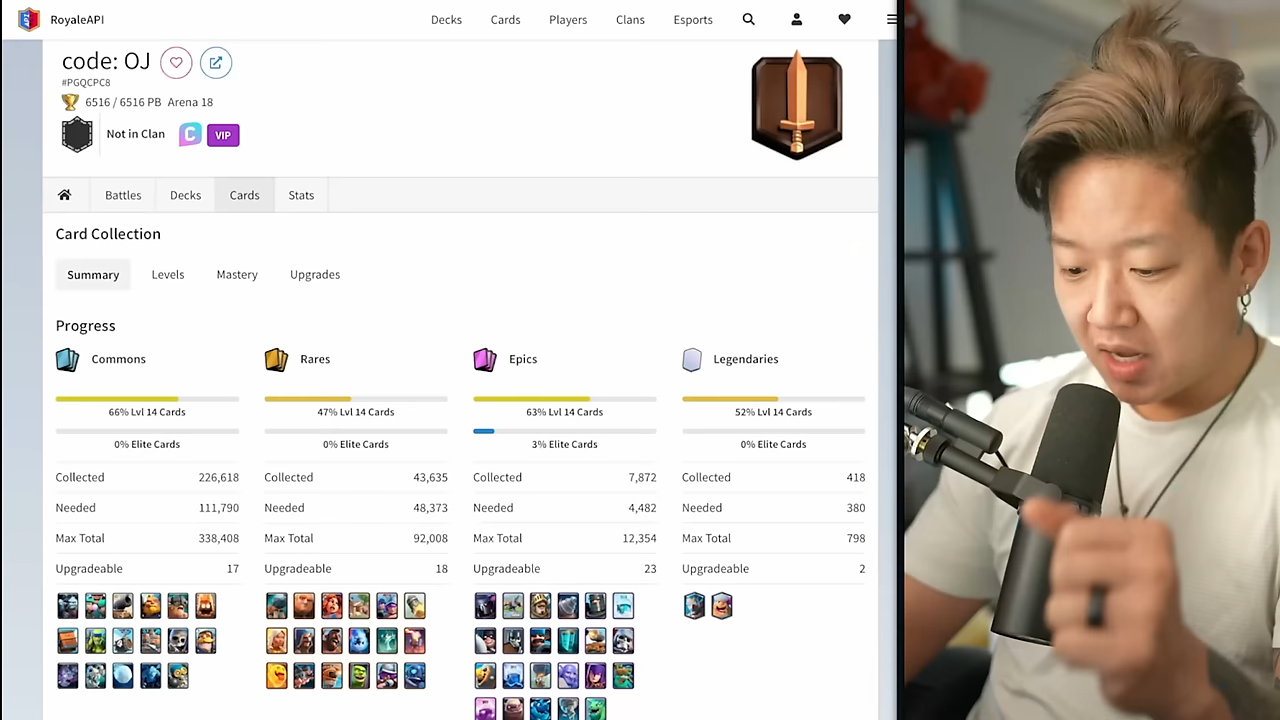 RoyaleAPI
Decks
Cards
Players
Clans
Esports
code: OJ
#PGQCPC8
6516 / 6516 PB Arena 18
Not in Clan
C
VIP
Battles
Decks
Cards
Stats
Card Collection
Summary
Levels
Mastery
Upgrades
Progress
Commons
66% Lvl 14 Cards
0% Elite Cards
Collected 226,618
Needed 111,790
Max Total 338,408
Upgradeable 17
Rares
47% Lvl 14 Cards
0% Elite Cards
Collected 43,635
Needed 48,373
Max Total 92,008
Upgradeable 18
Epics
63% Lvl 14 Cards
3% Elite Cards
Collected 7,872
Needed 4,482
Max Total 12,354
Upgradeable 23
Legendaries
52% Lvl 14 Cards
0% Elite Cards
Collected 418
Needed 380
Max Total 798
Upgradeable 2